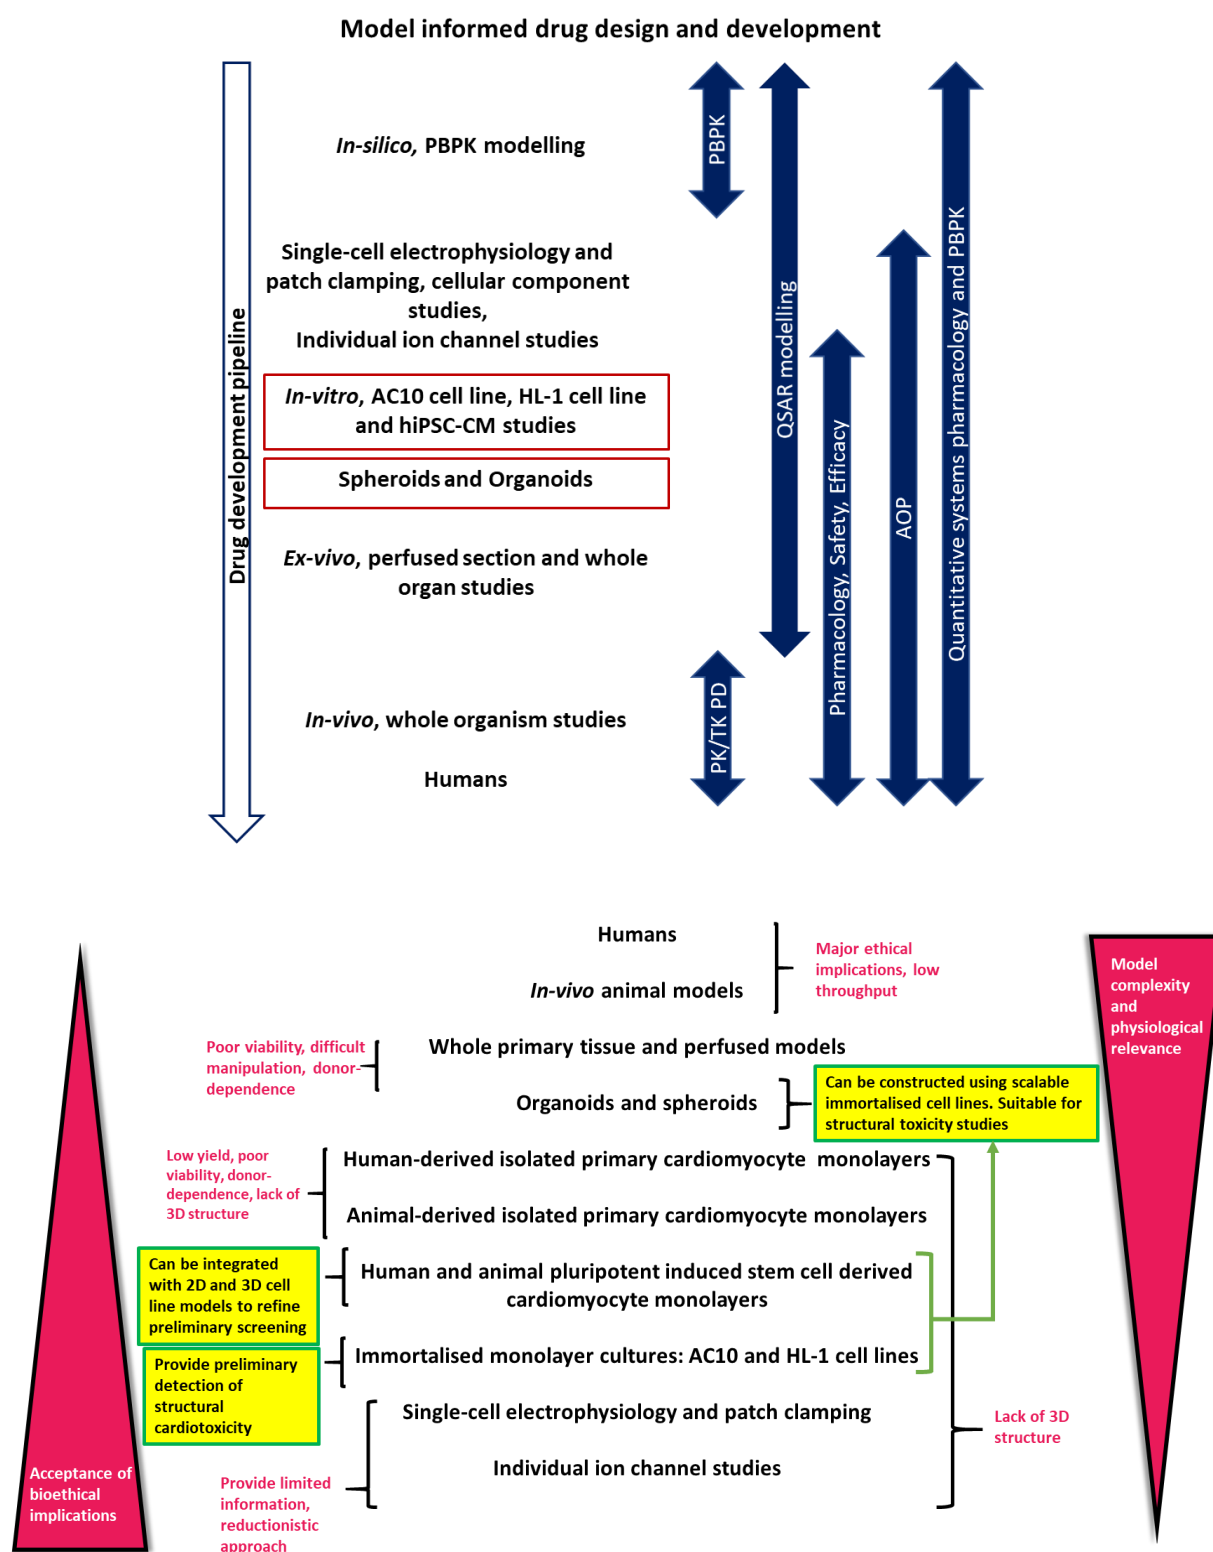 Model informed drug design and development
Drug development pipeline
In-silico, PBPK modelling
Single-cell electrophysiology and
patch clamping, cellular component
studies,
Individual ion channel studies
In-vitro, AC10 cell line, HL-1 cell line
and hiPSC-CM studies
Spheroids and Organoids
Ex-vivo, perfused section and whole
organ studies
In-vivo, whole organism studies
Humans
PBPK
PK/TK PD
QSAR modelling
Pharmacology, Safety, Efficacy
AOP
Quantitative systems pharmacology and PBPK
Humans
In-vivo animal models
Major ethical
implications, low
throughput
Model
complexity
and
physiological
relevance
Poor viability, difficult
manipulation, donor-
dependence
Whole primary tissue and perfused models
Organoids and spheroids
Can be constructed using scalable
immortalised cell lines. Suitable for
structural toxicity studies
Low yield, poor
viability, donor-
dependence, lack of
3D structure
Human-derived isolated primary cardiomyocyte monolayers
Animal-derived isolated primary cardiomyocyte monolayers
Can be integrated
with 2D and 3D cell
line models to refine
preliminary screening
Human and animal pluripotent induced stem cell derived
cardiomyocyte monolayers
Provide preliminary
detection of
structural
cardiotoxicity
Immortalised monolayer cultures: AC10 and HL-1 cell lines
Single-cell electrophysiology and patch clamping
Individual ion channel studies
Lack of 3D
structure
Provide limited
information,
reductionistic
approach
Acceptance of
bioethical
implications